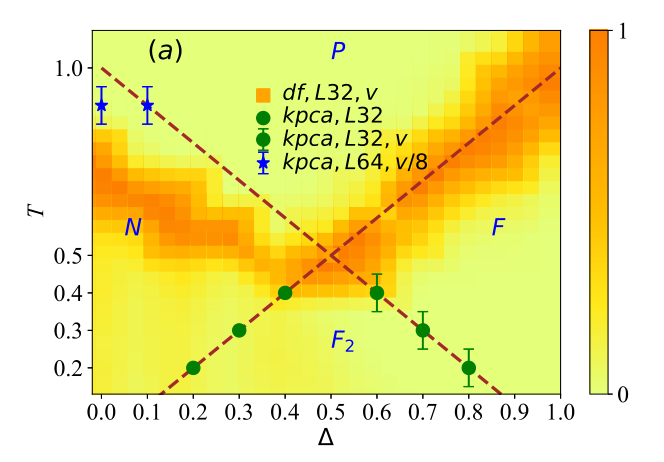 (a)
P
1
1.0
df, L32, v
kpca, L32
kpca, L32, v
kpca, L64, v/8
T
N
F
0.5
0.4
0.3
F2
0.2
0
0.0 0.1 0.2 0.3 0.4 0.5 0.6 0.7 0.8 0.9 1.0
Δ